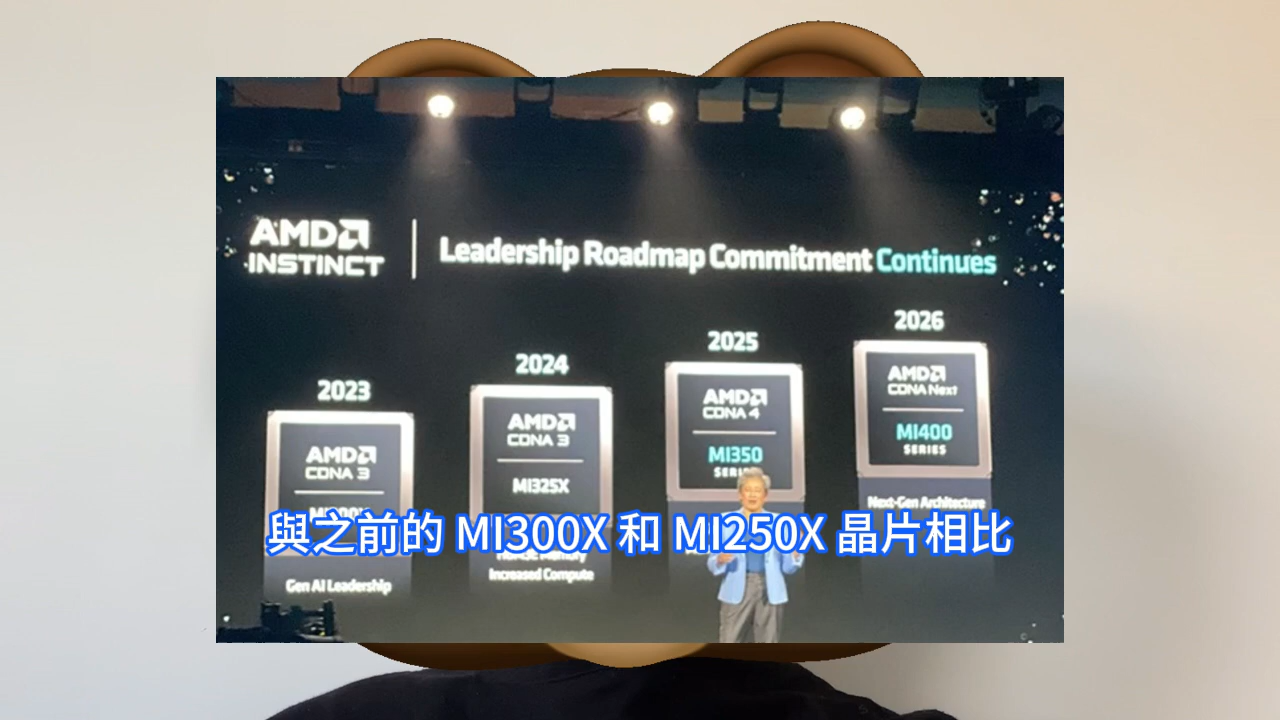 AMD
INSTINCT
Leadership Roadmap Commitment Continues
2023
AMD
CDNA 3
Gen AI Leadership
2024
AMD
CDNA 3
MI325X
Increased Compute
2025
AMD
CDNA 4
MI350
2026
AMD
CDNA Next
MI400
SERIES
Next-Gen Architecture
與之前的 MI300X 和 MI250X 晶片相比